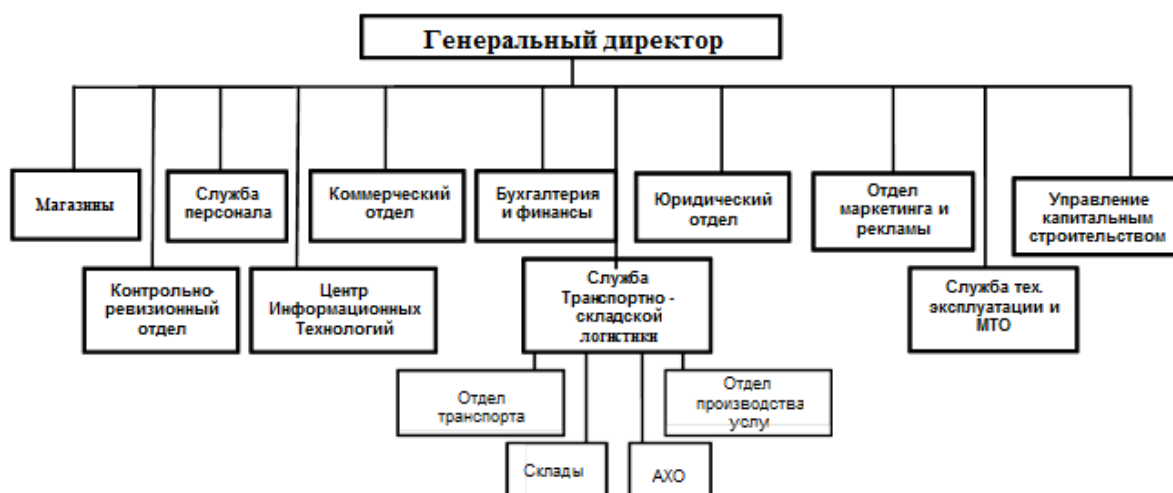 Генеральный директор
Магазины
Служба
персонала
Коммерческий
отдел
Бухгалтерия
и финансы
Юридический
отдел
Отдел
маркетинга и
рекламы
Управление
капитальным
строительством
Контрольно-
ревизионный
отдел
Центр
Информационных
Технологий
Служба
Транспортно -
складской
логистики
Служба тех.
эксплуатации и
МТО
Отдел
транспорта
Отдел
производства
услу
Склады
АХО